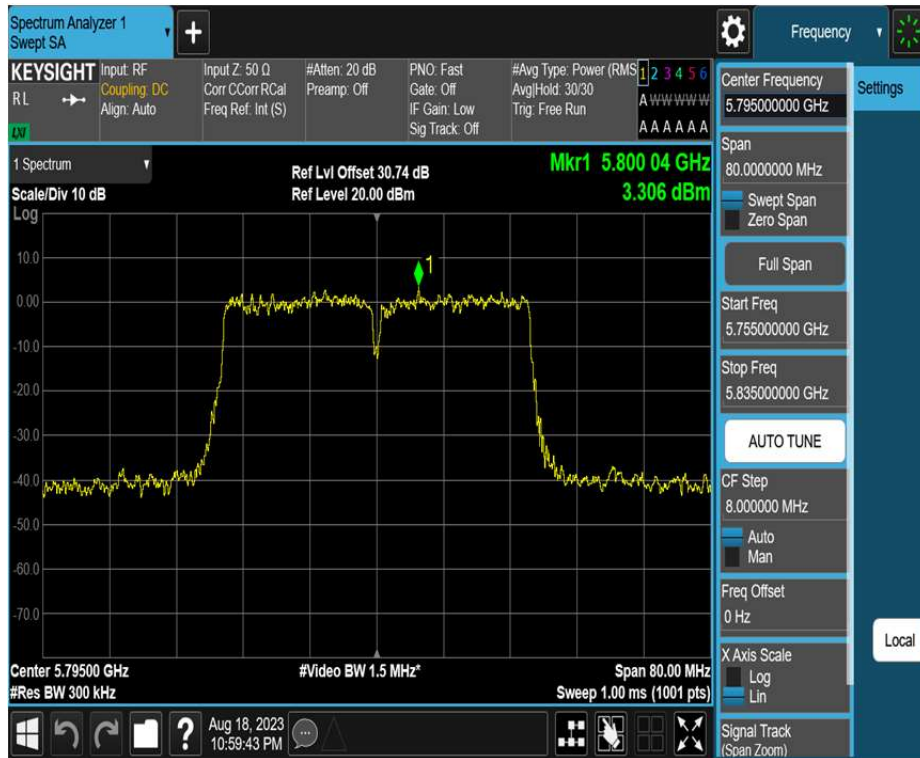 Spectrum Analyzer 1
Swept SA
+
Frequency
KEYSIGHT
RL
LXI
Input: RF
Coupling: DC
Align: Auto
Input Z: 50 Ω
Corr CCorr RCal
Freq Ref: Int (S)
#Atten: 20 dB
Preamp: Off
PNO: Fast
Gate: Off
IF Gain: Low
Sig Track: Off
#Avg Type: Power (RMS
Avg|Hold: 30/30
Trig: Free Run
1 2 3 4 5 6
A W W W W W
A A A A A A
Center Frequency
5.795000000 GHz
Settings
Span
80.0000000 MHz
Swept Span
Zero Span
Full Span
Start Freq
5.755000000 GHz
Stop Freq
5.835000000 GHz
AUTO TUNE
CF Step
8.000000 MHz
Auto
Man
Freq Offset
0 Hz
X Axis Scale
Log
Lin
Signal Track
(Span Zoom)
Local
1 Spectrum
Scale/Div 10 dB
Log
Ref Lvl Offset 30.74 dB
Ref Level 20.00 dBm
Mkr1 5.800 04 GHz
3.306 dBm
1
10.0
0.00
-10.0
-20.0
-30.0
-40.0
-50.0
-60.0
-70.0
Center 5.79500 GHz
#Res BW 300 kHz
#Video BW 1.5 MHz*
Span 80.00 MHz
Sweep 1.00 ms (1001 pts)
?
Aug 18, 2023
10:59:43 PM